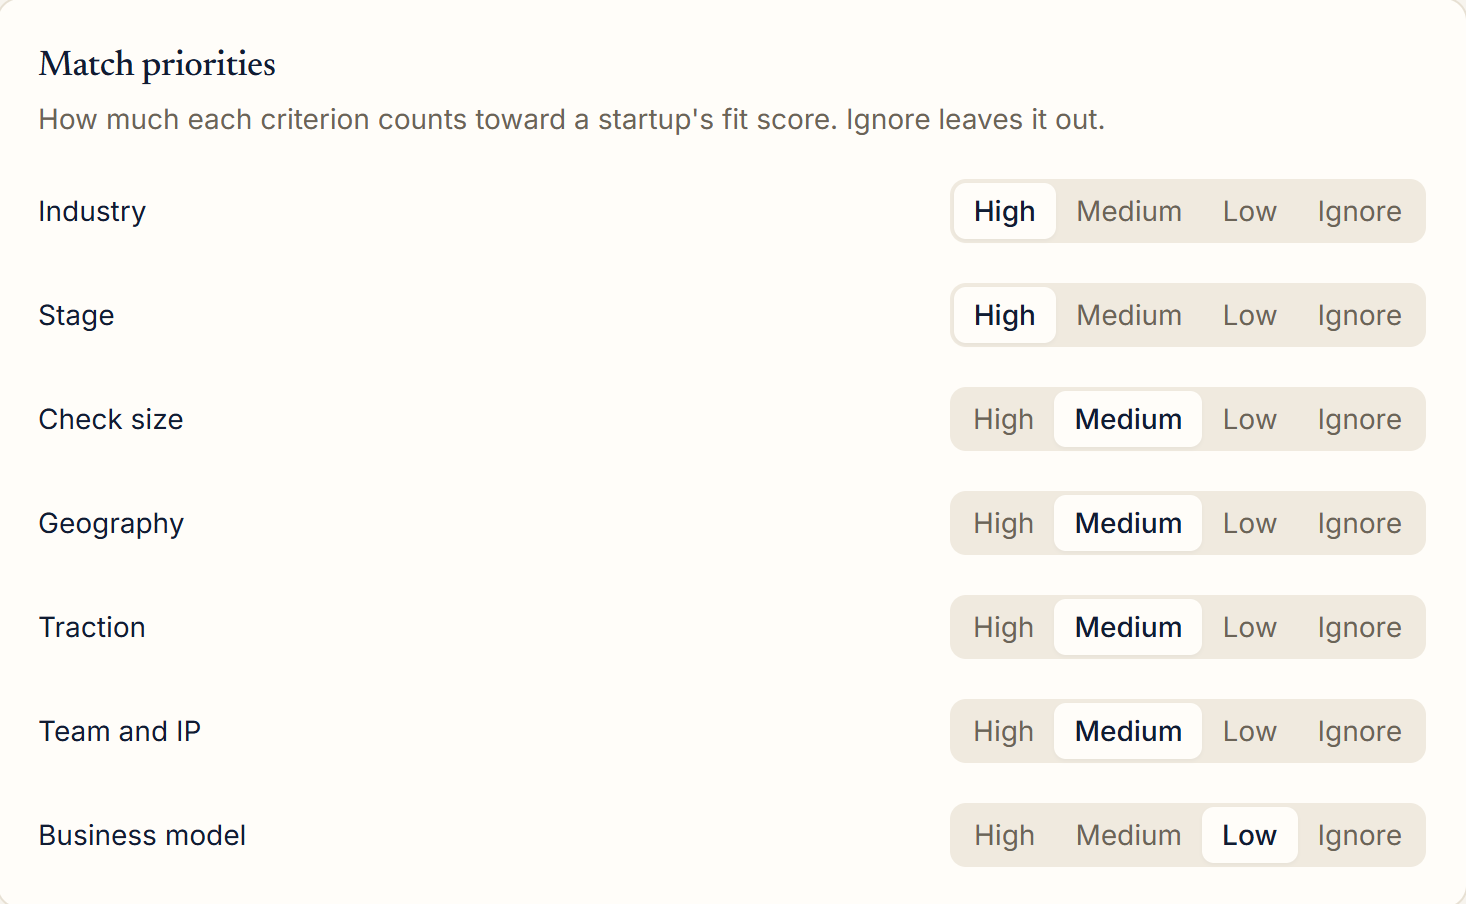 Match priorities
How much each criterion counts toward a startup's fit score. Ignore leaves it out.
Industry High Medium Low Ignore
Stage High Medium Low Ignore
Check size High Medium Low Ignore
Geography High Medium Low Ignore
Traction High Medium Low Ignore
Team and IP High Medium Low Ignore
Business model High Medium Low Ignore